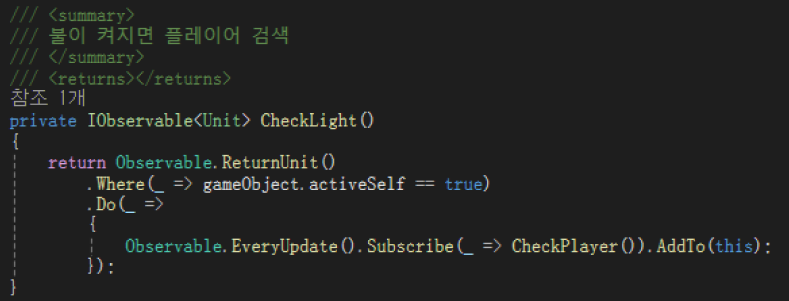 /// <summary>
/// 불이 켜지면 플레이어 검색
/// </summary>
/// <returns></returns>
참조 1개
private IObservable<Unit> CheckLight()
{
return Observable.ReturnUnit()
.Where(_ => gameObject.activeSelf == true)
.Do(_ =>
{
Observable.EveryUpdate().Subscribe(_ => CheckPlayer()).AddTo(this);
});
}